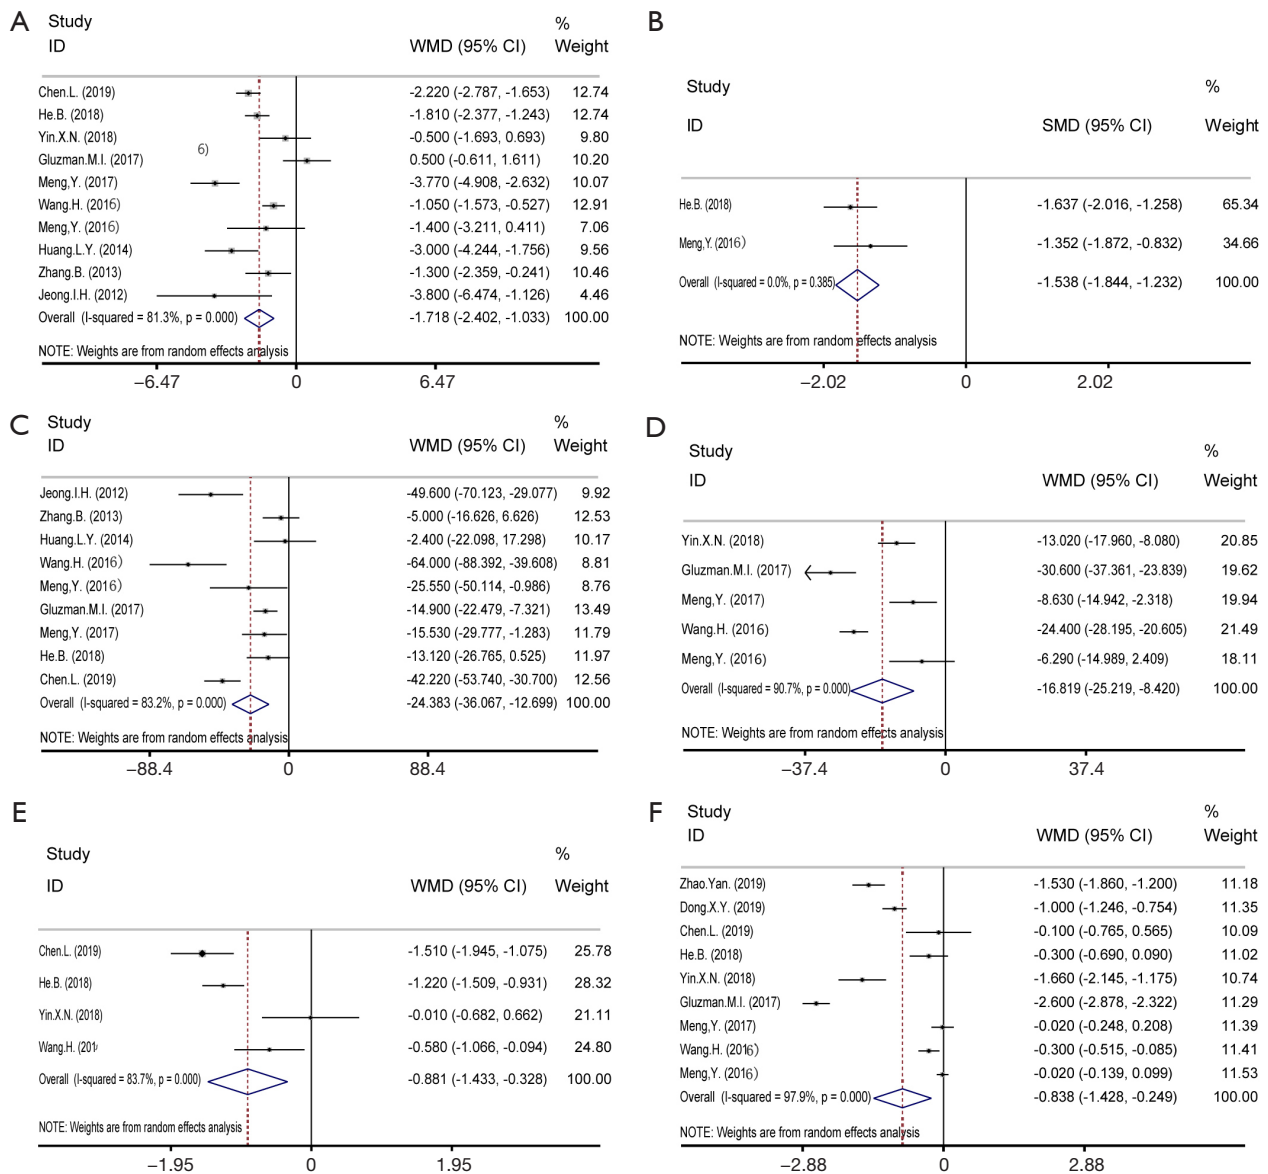 A
Study %
ID WMD (95% CI) Weight
Chen.L. (2019) -2.220 (-2.787, -1.653) 12.74
He.B. (2018) -1.810 (-2.377, -1.243) 12.74
Yin.X.N. (2018) -0.500 (-1.693, 0.693) 9.80
6)
Gluzman.M.I. (2017) 0.500 (-0.611, 1.611) 10.20
Meng,Y. (2017) -3.770 (-4.908, -2.632) 10.07
Wang.H. (2016) -1.050 (-1.573, -0.527) 12.91
Meng,Y. (2016) -1.400 (-3.211, 0.411) 7.06
Huang.L.Y. (2014) -3.000 (-4.244, -1.756) 9.56
Zhang.B. (2013) -1.300 (-2.359, -0.241) 10.46
Jeong.I.H. (2012) -3.800 (-6.474, -1.126) 4.46
Overall (I-squared = 81.3%, p = 0.000) -1.718 (-2.402, -1.033) 100.00
NOTE: Weights are from random effects analysis
−6.47 0 6.47
B
Study %
ID SMD (95% CI) Weight
He.B. (2018) -1.637 (-2.016, -1.258) 65.34
Meng,Y. (2016) -1.352 (-1.872, -0.832) 34.66
Overall (I-squared = 0.0%, p = 0.385) -1.538 (-1.844, -1.232) 100.00
NOTE: Weights are from random effects analysis
−2.02 0 2.02
C
Study %
ID WMD (95% CI) Weight
Jeong.I.H. (2012) -49.600 (-70.123, -29.077) 9.92
Zhang.B. (2013) -5.000 (-16.626, 6.626) 12.53
Huang.L.Y. (2014) -2.400 (-22.098, 17.298) 10.17
Wang.H. (2016) -64.000 (-88.392, -39.608) 8.81
Meng,Y. (2016) -25.550 (-50.114, -0.986) 8.76
Gluzman.M.I. (2017) -14.900 (-22.479, -7.321) 13.49
Meng,Y. (2017) -15.530 (-29.777, -1.283) 11.79
He.B. (2018) -13.120 (-26.765, 0.525) 11.97
Chen.L. (2019) -42.220 (-53.740, -30.700) 12.56
Overall (I-squared = 83.2%, p = 0.000) -24.383 (-36.067, -12.699) 100.00
NOTE: Weights are from random effects analysis
−88.4 0 88.4
D
Study %
ID WMD (95% CI) Weight
Yin.X.N. (2018) -13.020 (-17.960, -8.080) 20.85
Gluzman.M.I. (2017) -30.600 (-37.361, -23.839) 19.62
Meng,Y. (2017) -8.630 (-14.942, -2.318) 19.94
Wang.H. (2016) -24.400 (-28.195, -20.605) 21.49
Meng,Y. (2016) -6.290 (-14.989, 2.409) 18.11
Overall (I-squared = 90.7%, p = 0.000) -16.819 (-25.219, -8.420) 100.00
NOTE: Weights are from random effects analysis
−37.4 0 37.4
E
Study %
ID WMD (95% CI) Weight
Chen.L. (2019) -1.510 (-1.945, -1.075) 25.78
He.B. (2018) -1.220 (-1.509, -0.931) 28.32
Yin.X.N. (2018) -0.010 (-0.682, 0.662) 21.11
Wang.H. -0.580 (-1.066, -0.094) 24.80
Overall (I-squared = 83.7%, p = 0.000) -0.881 (-1.433, -0.328) 100.00
NOTE: Weights are from random effects analysis
−1.95 0 1.95
F
Study %
ID WMD (95% CI) Weight
Zhao.Yan. (2019) -1.530 (-1.860, -1.200) 11.18
Dong.X.Y. (2019) -1.000 (-1.246, -0.754) 11.35
Chen.L. (2019) -0.100 (-0.765, 0.565) 10.09
He.B. (2018) -0.300 (-0.690, 0.090) 11.02
Yin.X.N. (2018) -1.660 (-2.145, -1.175) 10.74
Gluzman.M.I. (2017) -2.600 (-2.878, -2.322) 11.29
Meng,Y. (2017) -0.020 (-0.248, 0.208) 11.39
Wang.H. (2016) -0.300 (-0.515, -0.085) 11.41
Meng,Y. (2016) -0.020 (-0.139, 0.099) 11.53
Overall (I-squared = 97.9%, p = 0.000) -0.838 (-1.428, -0.249) 100.00
NOTE: Weights are from random effects analysis
−2.88 0 2.88